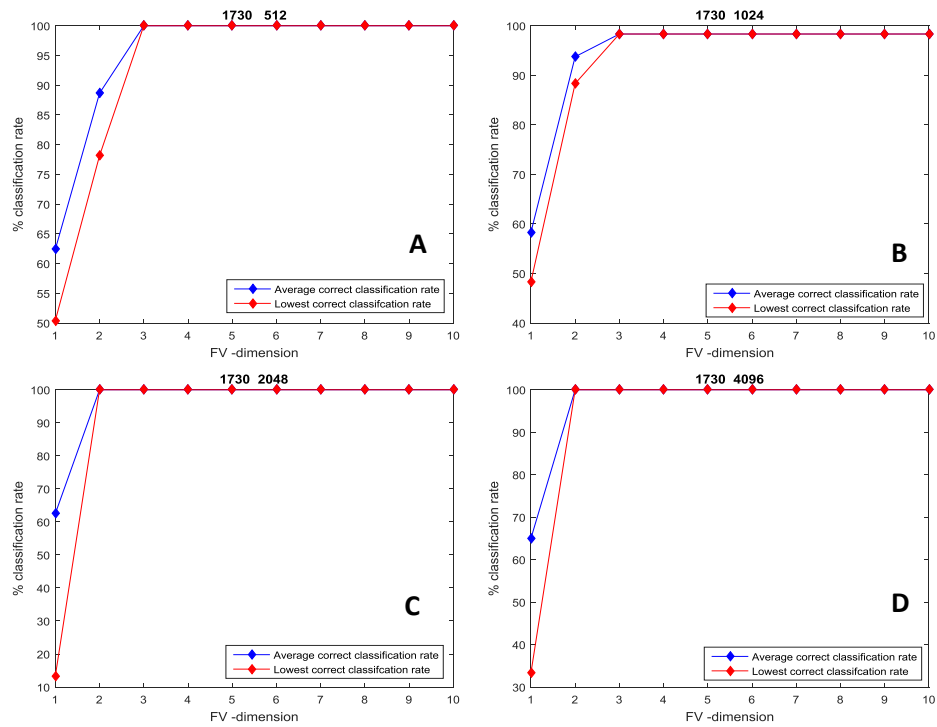 1730 512
100
95
90
85
80
75
70
65
60
55
50
% classification rate
A
Average correct classification rate
Lowest correct classifcation rate
1 2 3 4 5 6 7 8 9 10
FV -dimension
1730 1024
100
90
80
70
60
50
40
% classification rate
B
Average correct classification rate
Lowest correct classifcation rate
1 2 3 4 5 6 7 8 9 10
FV -dimension
1730 2048
100
90
80
70
60
50
40
30
20
10
% classification rate
C
Average correct classification rate
Lowest correct classifcation rate
1 2 3 4 5 6 7 8 9 10
FV -dimension
1730 4096
100
90
80
70
60
50
40
30
% classification rate
D
Average correct classification rate
Lowest correct classifcation rate
1 2 3 4 5 6 7 8 9 10
FV -dimension